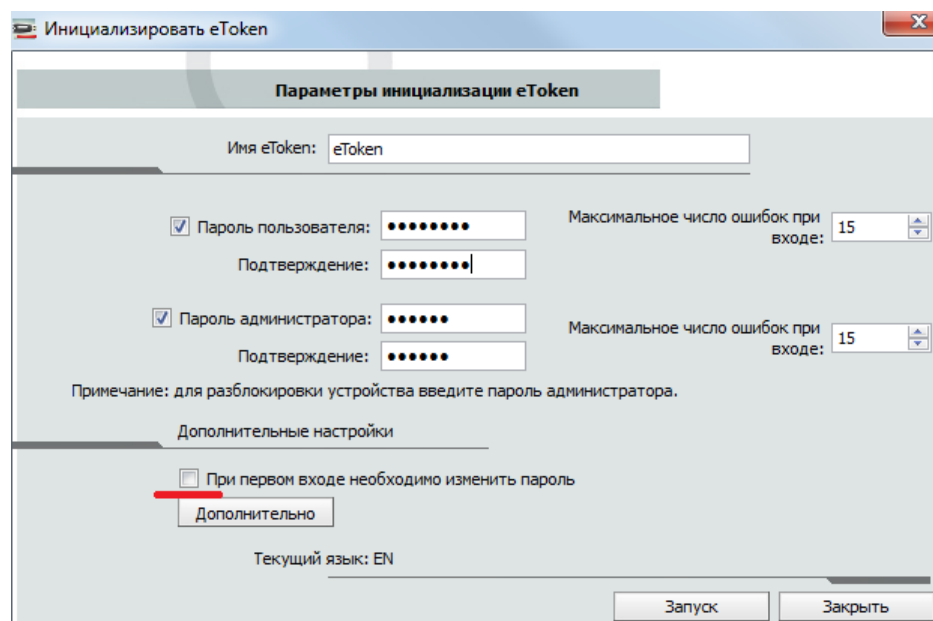 Инициализировать eToken
Параметры инициализации eToken
Имя eToken: eToken
Пароль пользователя: ●●●●●●●●
Максимальное число ошибок при
входе: 15
Подтверждение: ●●●●●●●●
Пароль администратора: ●●●●●●
Максимальное число ошибок при
входе: 15
Подтверждение: ●●●●●●
Примечание: для разблокировки устройства введите пароль администратора.
Дополнительные настройки
При первом входе необходимо изменить пароль
Дополнительно
Текущий язык: EN
Запуск Закрыть